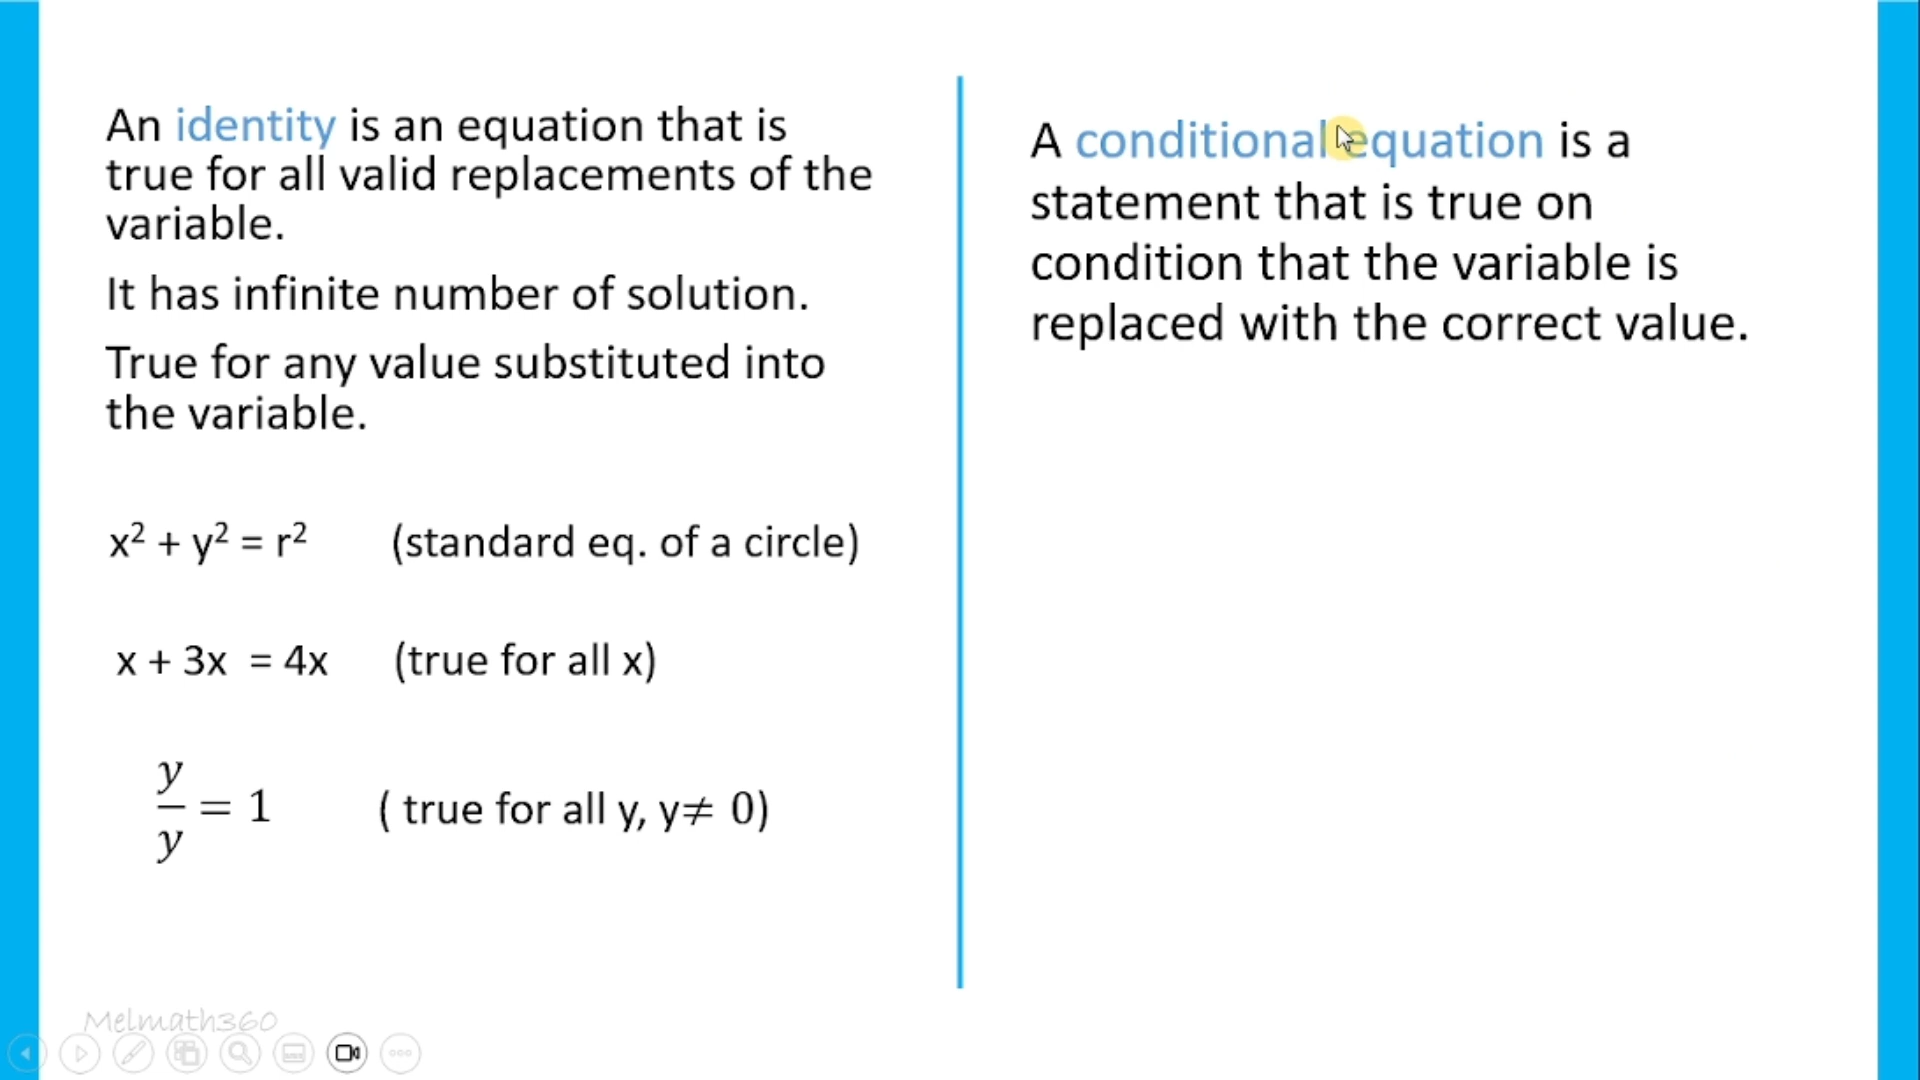 An identity is an equation that is
true for all valid replacements of the
variable.
It has infinite number of solution.
True for any value substituted into
the variable.
x² + y² = r² (standard eq. of a circle)
x + 3x = 4x (true for all x)
y/y = 1 ( true for all y, y≠ 0)
A conditional equation is a
statement that is true on
condition that the variable is
replaced with the correct value.
Melmath360